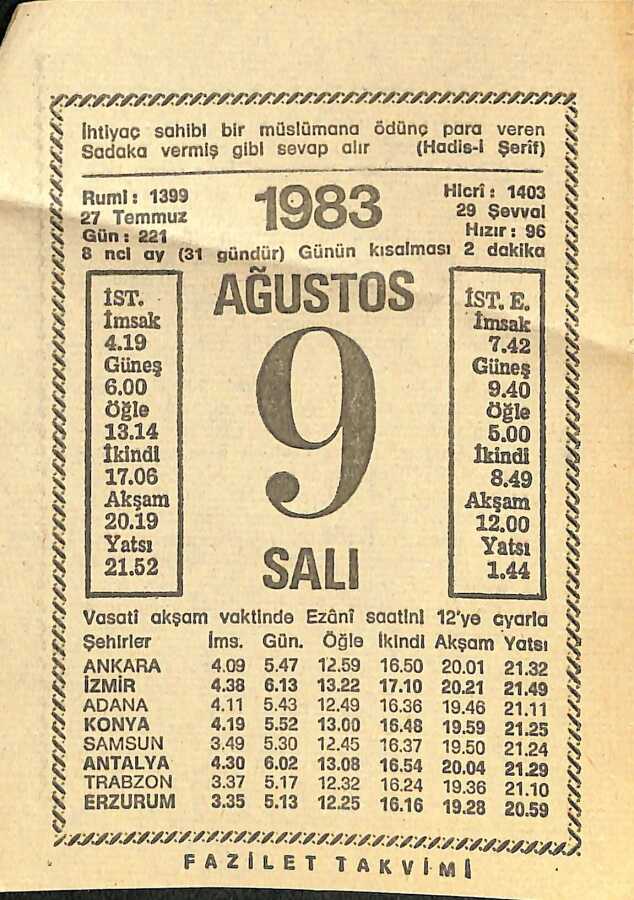 İhtiyaç sahibi bir müslümana ödünç para veren
Sadaka vermiş gibi sevap alır (Hadis-i Şerif)
Rumi: 1399
27 Temmuz
Gün: 221
1983
Hicrî: 1403
29 Şevval
Hızır: 96
8 nci ay (31 gündür) Günün kısalması 2 dakika
İST.
İmsak
4.19
Güneş
6.00
Öğle
13.14
İkindi
17.06
Akşam
20.19
Yatsı
21.52
AĞUSTOS
9
SALI
İST. E.
İmsak
7.42
Güneş
9.40
Öğle
5.00
İkindi
8.49
Akşam
12.00
Yatsı
1.44
Vasatî akşam vaktinde Ezânî saatini 12'ye ayarla
Şehirler İms. Gün. Öğle İkindi Akşam Yatsı
ANKARA 4.09 5.47 12.59 16.50 20.01 21.32
İZMİR 4.38 6.13 13.22 17.10 20.21 21.49
ADANA 4.11 5.43 12.49 16.36 19.46 21.11
KONYA 4.19 5.52 13.00 16.48 19.59 21.25
SAMSUN 3.49 5.30 12.45 16.37 19.50 21.24
ANTALYA 4.30 6.02 13.08 16.54 20.04 21.29
TRABZON 3.37 5.17 12.32 16.24 19.36 21.10
ERZURUM 3.35 5.13 12.25 16.16 19.28 20.59
FAZİLET TAKVİMİ